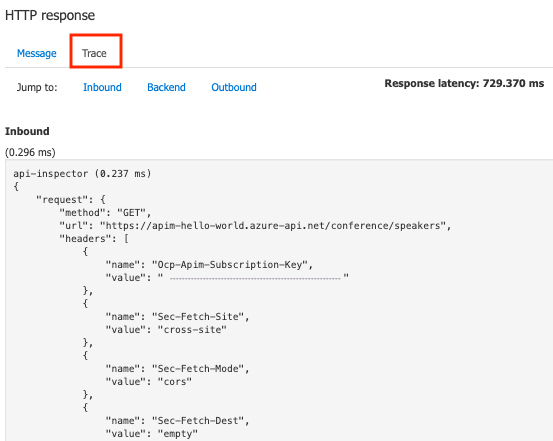 HTTP response
Message Trace
Jump to: Inbound Backend Outbound Response latency: 729.370 ms
Inbound
(0.296 ms)
api-inspector (0.237 ms)
{
    "request": {
        "method": "GET",
        "url": "https://apim-hello-world.azure-api.net/conference/speakers",
        "headers": [
            {
                "name": "Ocp-Apim-Subscription-Key",
                "value": " "
            },
            {
                "name": "Sec-Fetch-Site",
                "value": "cross-site"
            },
            {
                "name": "Sec-Fetch-Mode",
                "value": "cors"
            },
            {
                "name": "Sec-Fetch-Dest",
                "value": "empty"